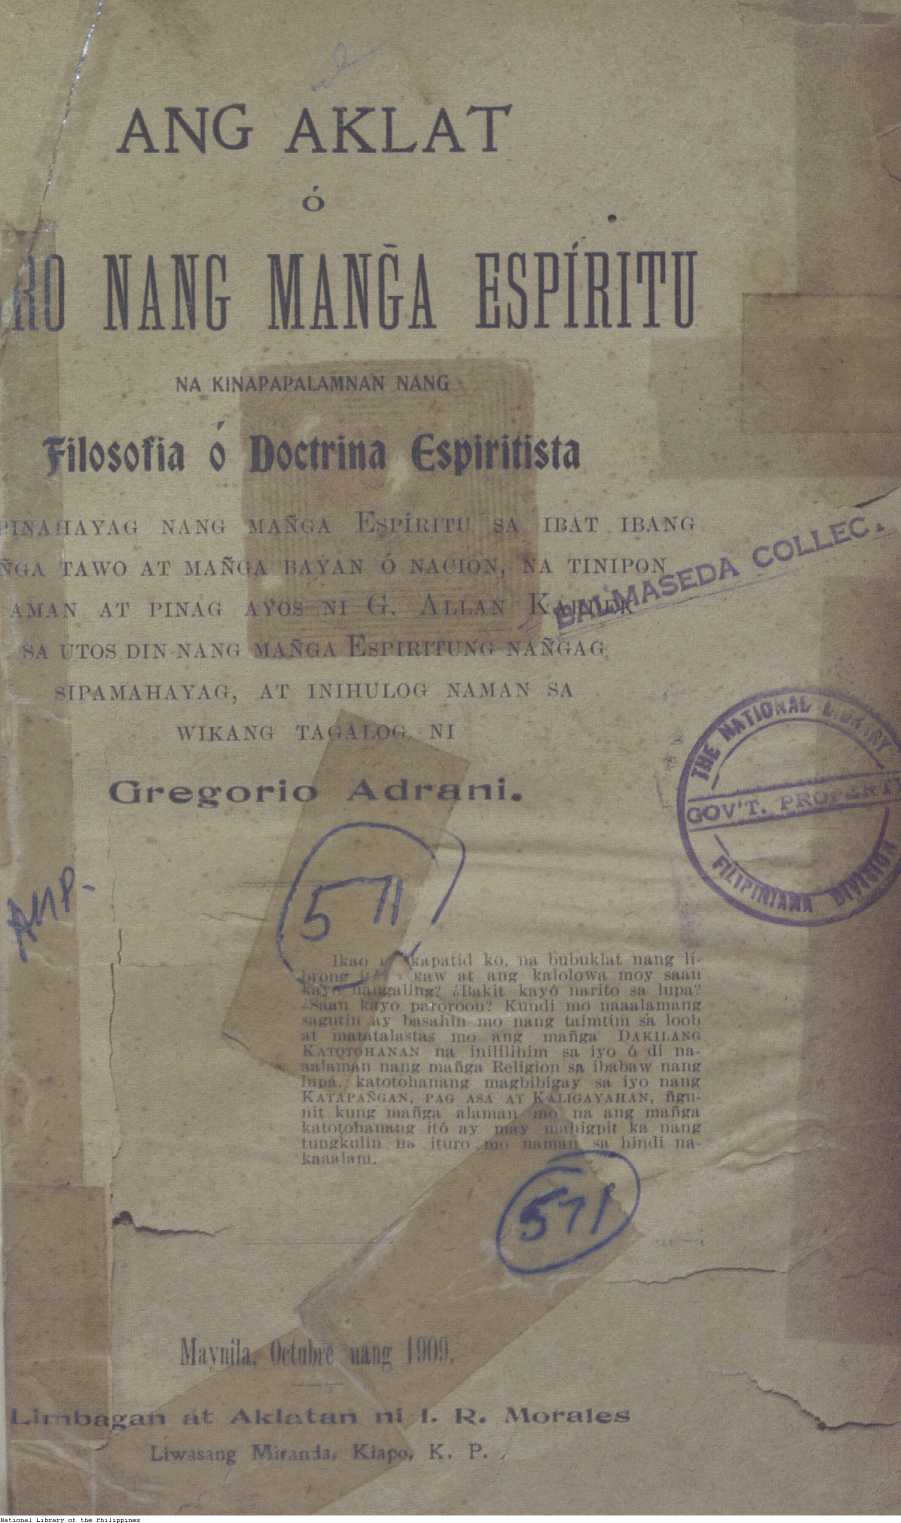 ANG AKLAT
Ó
RO NANG MANG̃A ESPÍRITU
NA KINAPAPALAMNAN NANG
Filosofia ó Doctrina Espiritista
PINAHAYAG NANG MAÑGA ESPÍRITU SA IBAT IBANG
ÑGA TAWO AT MAÑGA BAYAN Ó NACION, NA TINIPON
AMAN AT PINAG AYOS NI G. ALLAN KARDEK
BALMASEDA COLLEC.
SA UTOS DIN NANG MAÑGA ESPIRITUNG NAÑGAG
SIPAMAHAYAG, AT INIHULOG NAMAN SA
WIKANG TAGALOG NI
Gregorio Adrani.
THE NATIONAL LIBRARY
GOV'T. PROPERTY
FILIPINIANA DIVISION
571
Ikao kapatid ko, na bubuklat nang li-
brong itó: ikaw at ang kalolowa moy saan
kayo nangaling? ¿Bakit kayó narito sa lupa?
¿Saan kayo paroroon? Kundi mo naaalamang
sagutin ay basahin mo nang taimtim sa loob
at matatalastas mo ang mañga DAKILANG
KATOTOHANAN na inililihim sa iyo ó di na-
aalaman nang mañga Religion sa ibabaw nang
lupa, katotohanang magbibigay sa iyo nang
KATAPAÑGAN, PAG ASA AT KALIGAYAHAN, ñgu-
nit kung mañga alaman mo na ang mañga
katotohanang itó ay may mahigpit ka nang
tungkulin na ituro mo naman sa hindi na-
kaaalam.
571
Maynila, Octubre nang 1909.
Limbagan at Aklatan ni I. R. Morales
Liwasang Miranda, Kiapo, K. P.
National Library of the Philippines